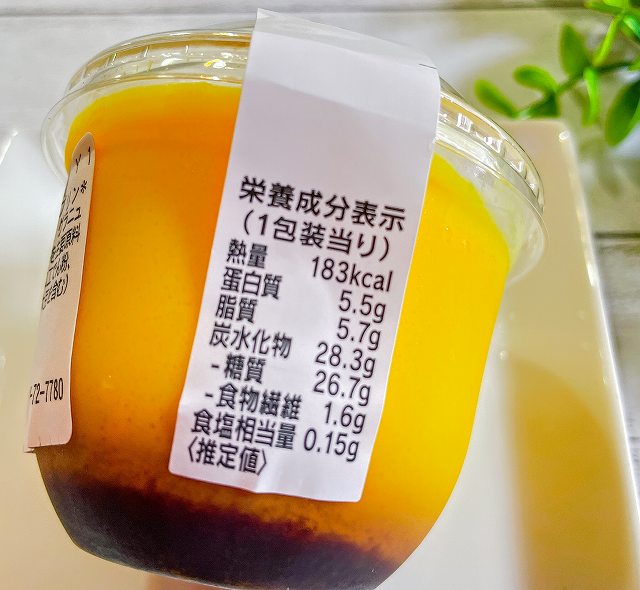 栄養成分表示
(1包装当り)
熱量 183kcal
蛋白質 5.5g
脂質 5.7g
炭水化物 28.3g
-糖質 26.7g
-食物繊維 1.6g
食塩相当量 0.15g
〈推定値〉
-72-7780